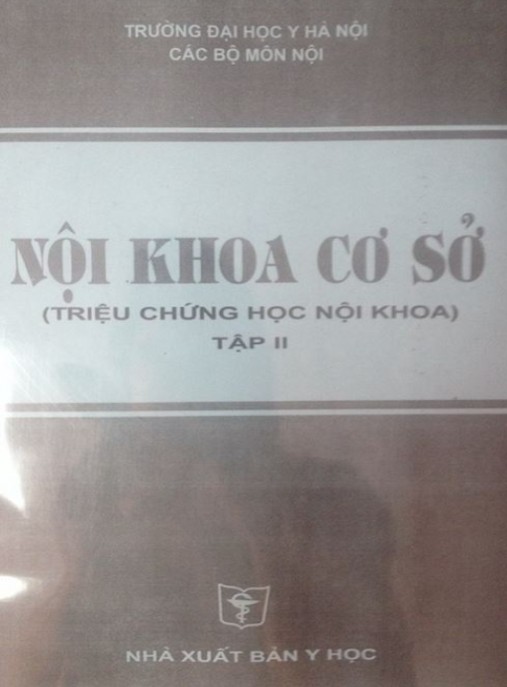 TRƯỜNG ĐẠI HỌC Y HÀ NỘI
CÁC BỘ MÔN NỘI
NỘI KHOA CƠ SỞ
(TRIỆU CHỨNG HỌC NỘI KHOA)
TẬP II
NHÀ XUẤT BẢN Y HỌC